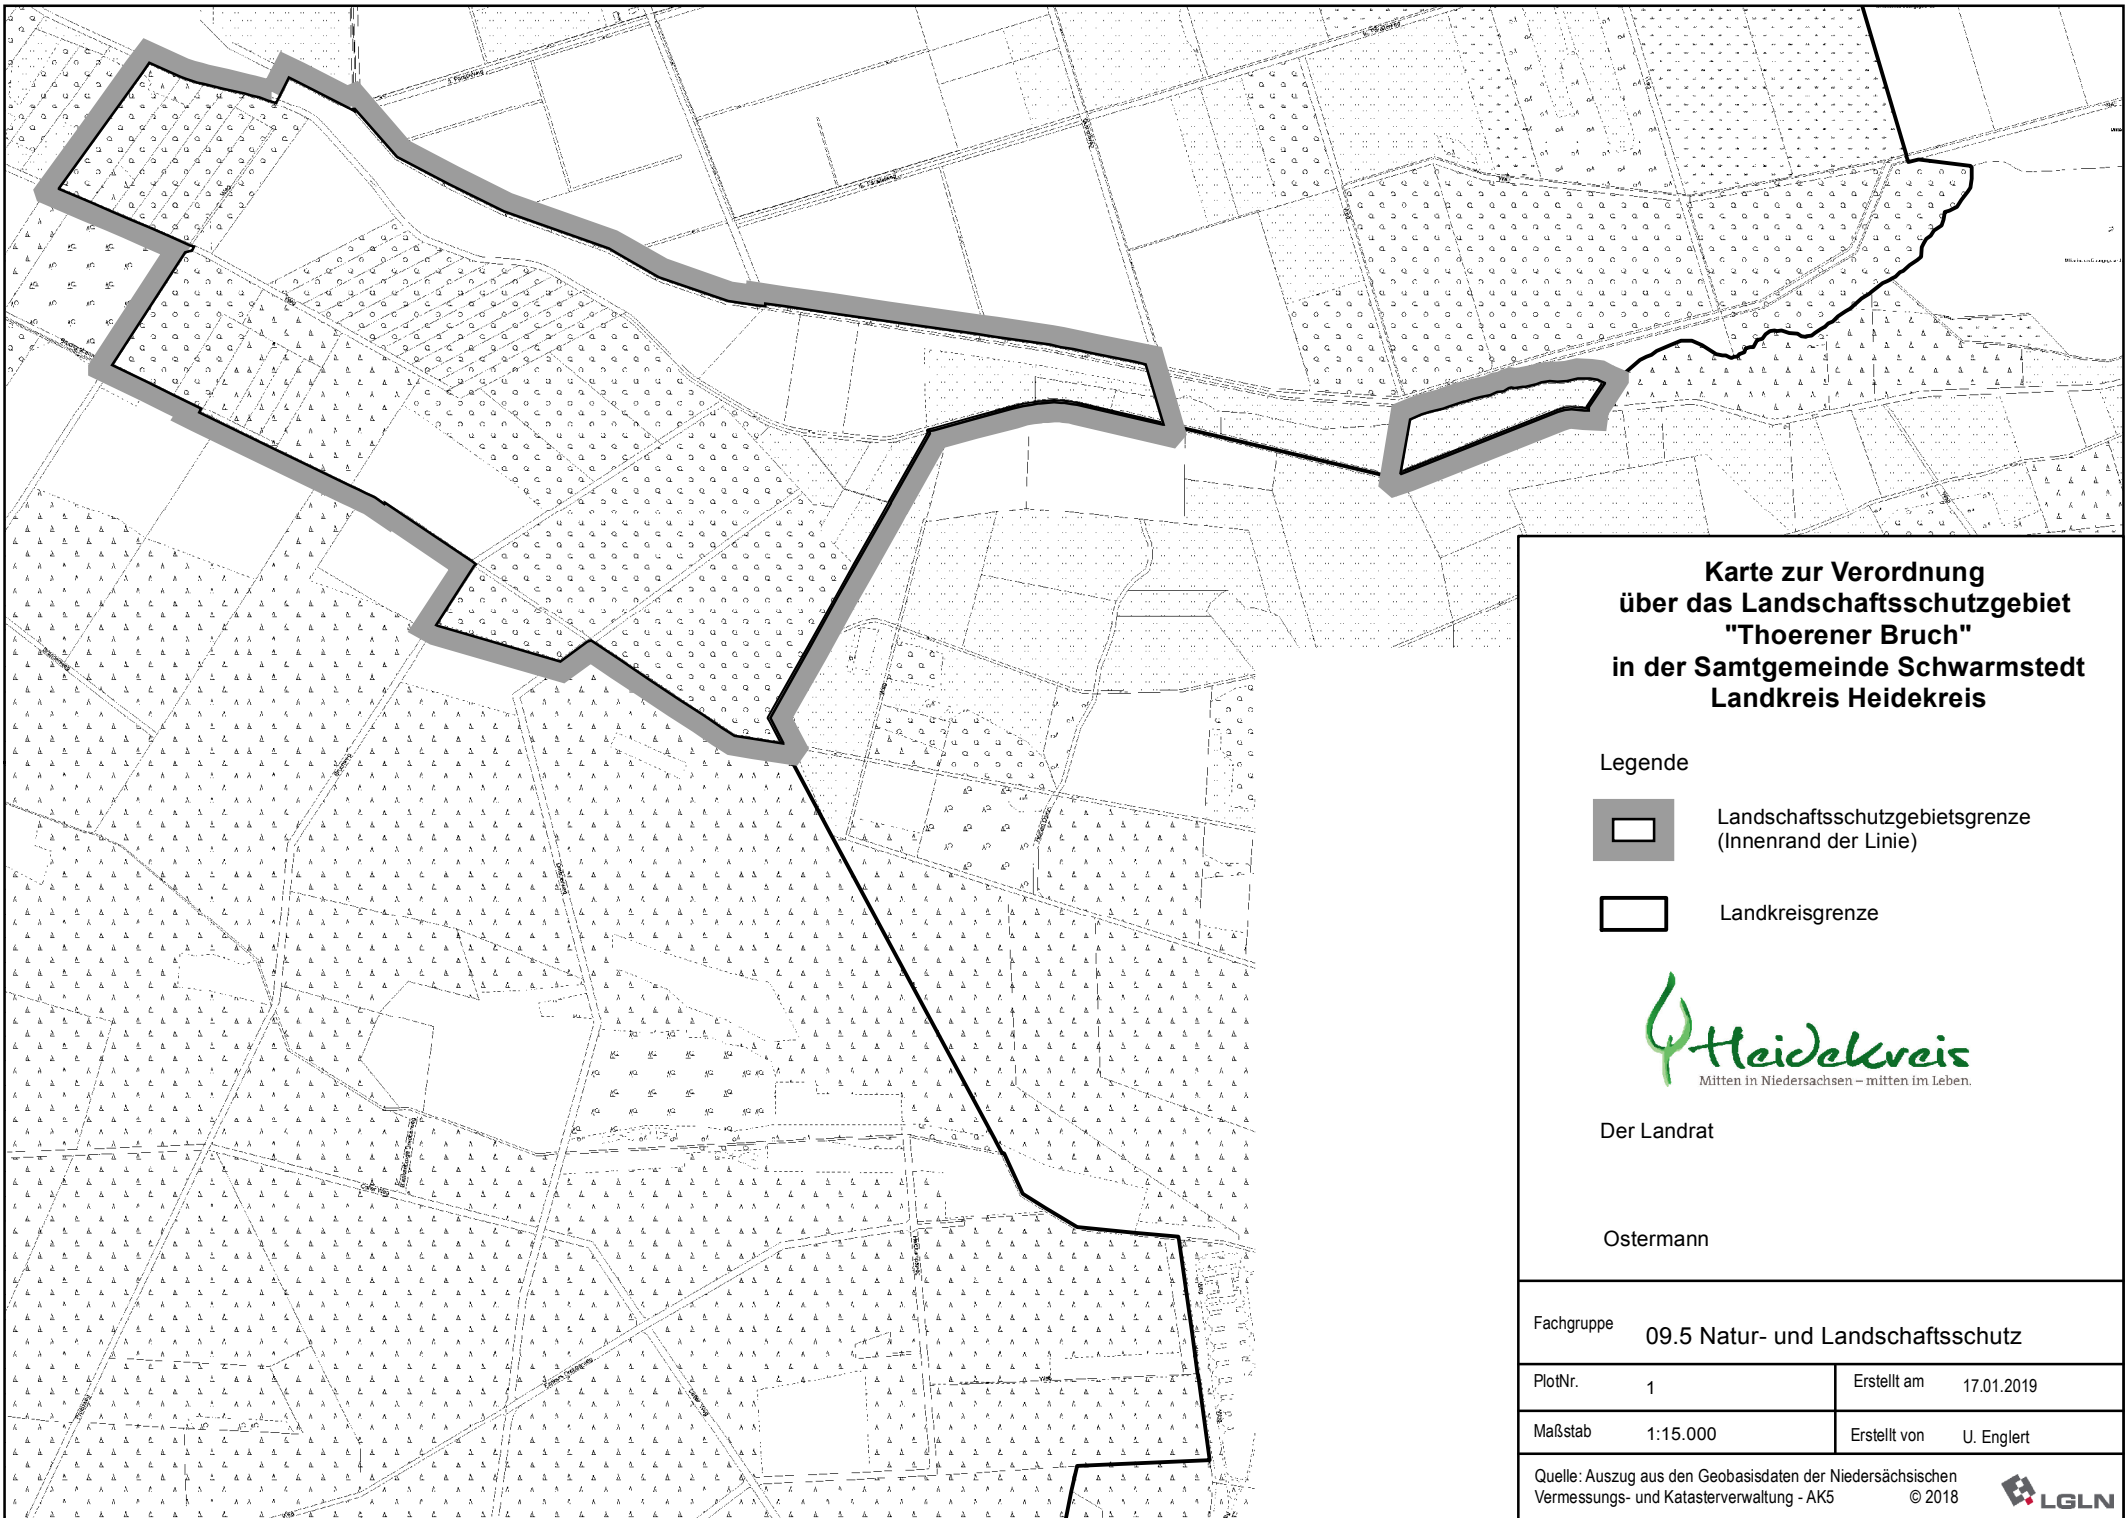 Karte zur Verordnung
über das Landschaftsschutzgebiet
"Thoerener Bruch"
in der Samtgemeinde Schwarmstedt
Landkreis Heidekreis
Legende
Landschaftsschutzgebietsgrenze
(Innenrand der Linie)
Landkreisgrenze
Heidekreis
Mitten in Niedersachsen – mitten im Leben.
Der Landrat
Ostermann
Fachgruppe 09.5 Natur- und Landschaftsschutz
PlotNr. 1 Erstellt am 17.01.2019
Maßstab 1:15.000 Erstellt von U. Englert
Quelle: Auszug aus den Geobasisdaten der Niedersächsischen
Vermessungs- und Katasterverwaltung - AK5 © 2018
LGLN